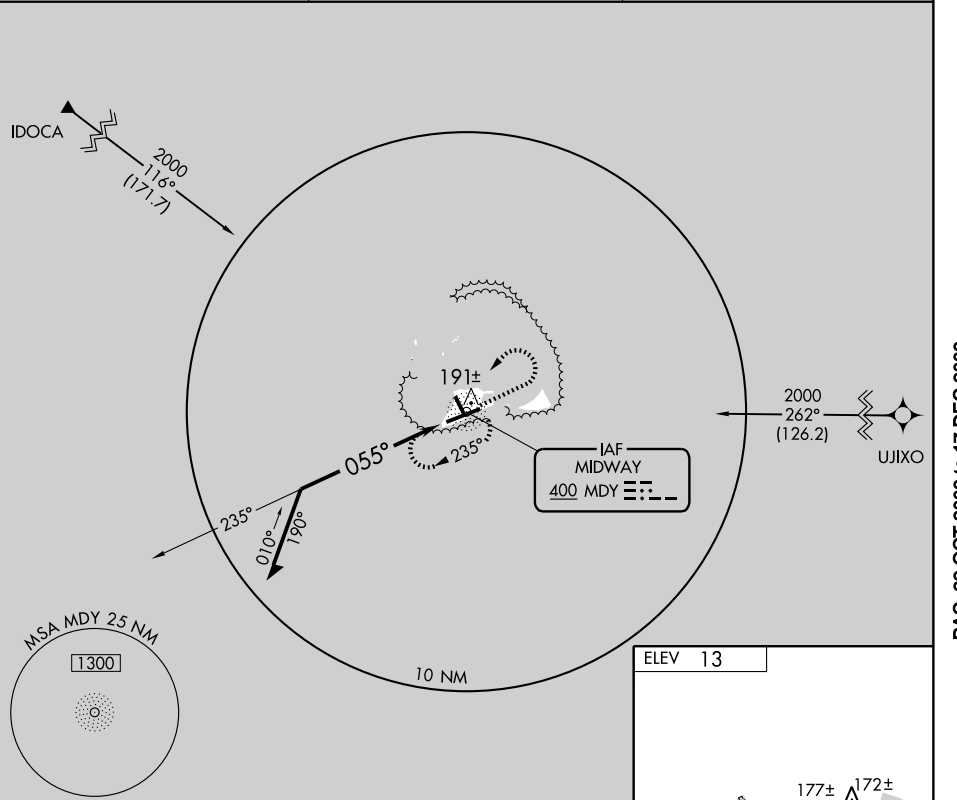 IDOCA
2000
116°
(171.7)
191±
2000
262°
(126.2)
UJIXO
055°
235°
IAF
MIDWAY
400 MDY
235°
010°
190°
MSA MDY 25 NM
1300
10 NM
ELEV 13
177±
172±